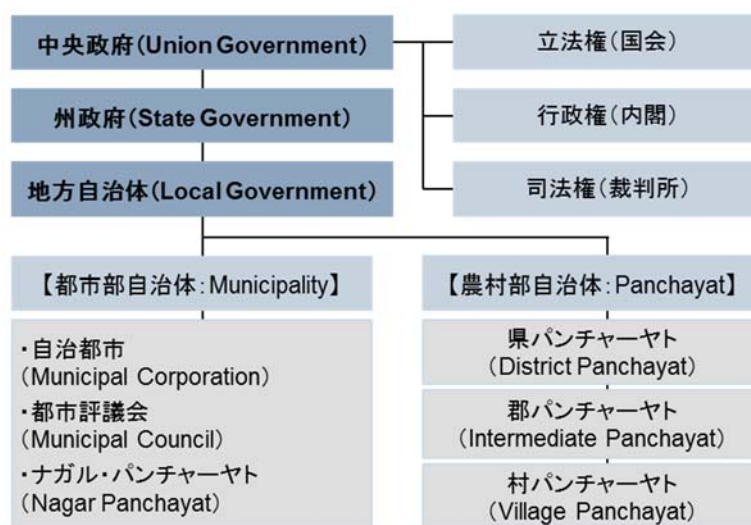 中央政府(Union Government)
立法権(国会)
州政府(State Government)
行政権(内閣)
地方自治体(Local Government)
司法権(裁判所)
【都市部自治体:Municipality】
【農村部自治体:Panchayat】
・自治都市
(Municipal Corporation)
・都市評議会
(Municipal Council)
・ナガル・パンチャーヤト
(Nagar Panchayat)
県パンチャーヤト
(District Panchayat)
郡パンチャーヤト
(Intermediate Panchayat)
村パンチャーヤト
(Village Panchayat)